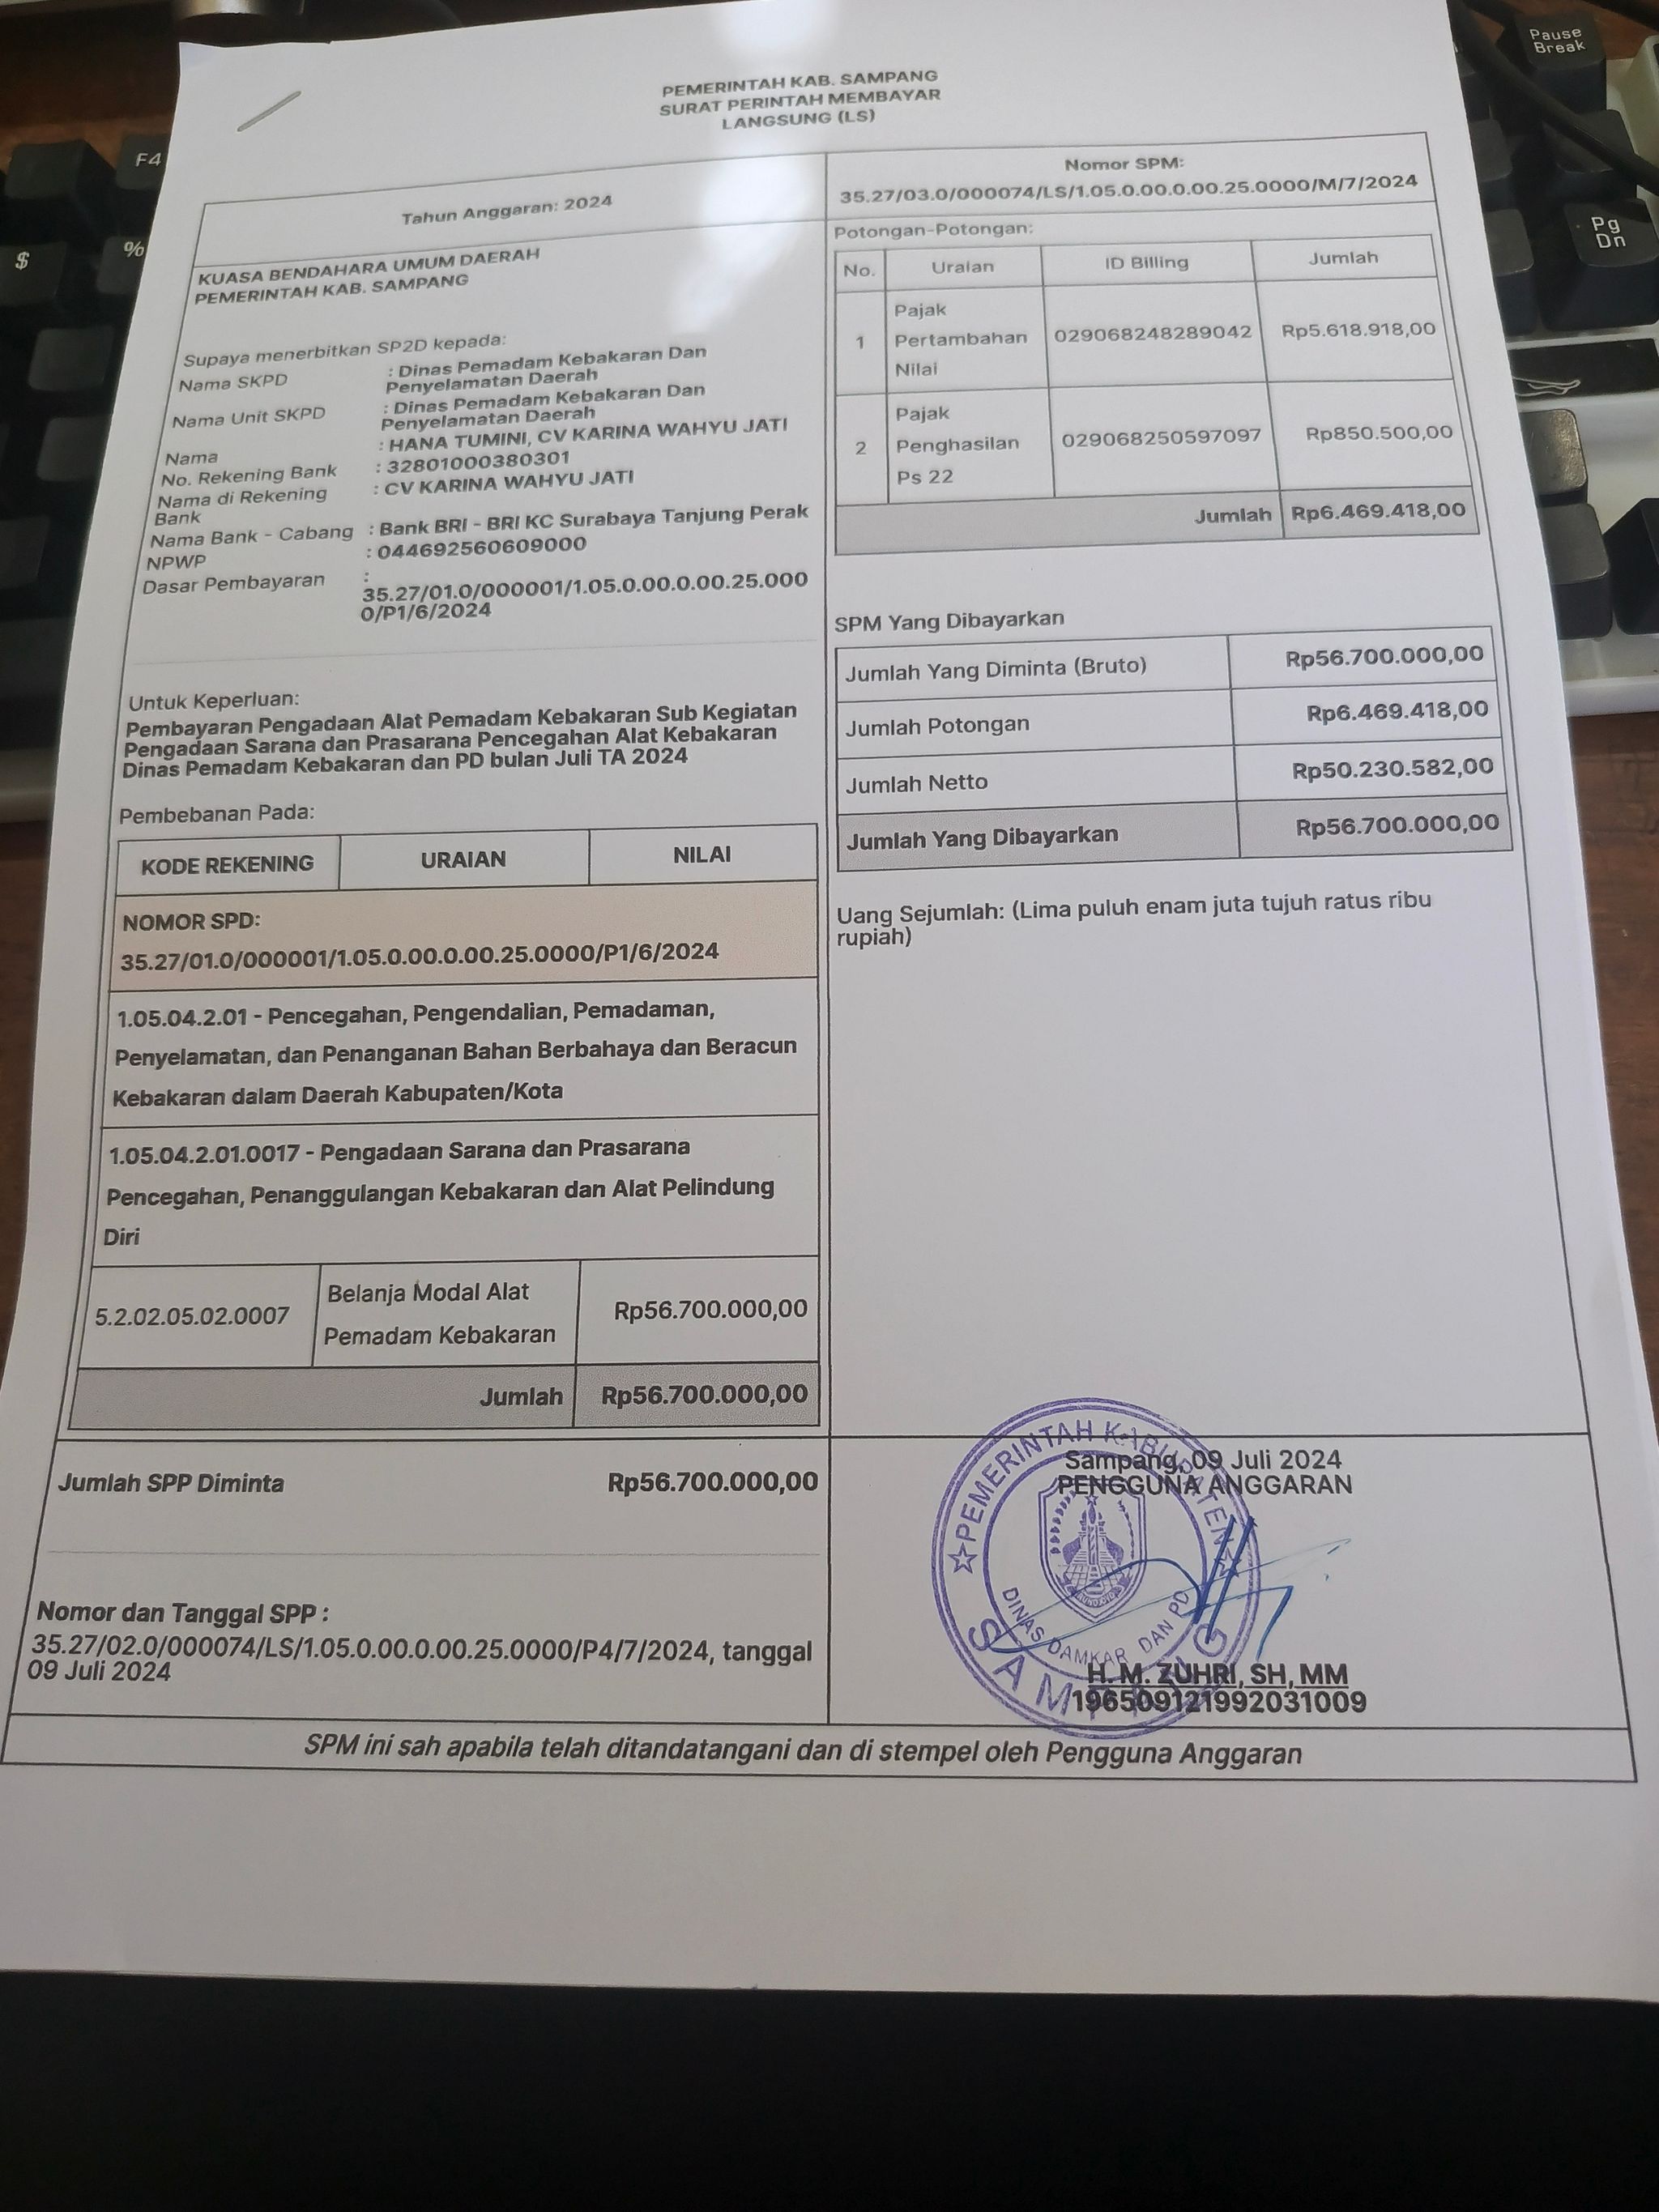 PEMERINTAH KAB. SAMPANG
SURAT PERINTAH MEMBAYAR
LANGSUNG (LS)
Tahun Anggaran: 2024
Nomor SPM:
35.27/03.0/000074/LS/1.05.0.00.0.00.25.0000/M/7/2024
KUASA BENDAHARA UMUM DAERAH
PEMERINTAH KAB. SAMPANG
Supaya menerbitkan SP2D kepada:
Nama SKPD : Dinas Pemadam Kebakaran Dan
Penyelamatan Daerah
Nama Unit SKPD : Dinas Pemadam Kebakaran Dan
Penyelamatan Daerah
Nama : HANA TUMINI, CV KARINA WAHYU JATI
No. Rekening Bank : 32801000380301
Nama di Rekening : CV KARINA WAHYU JATI
Bank
Nama Bank - Cabang : Bank BRI - BRI KC Surabaya Tanjung Perak
NPWP : 044692560609000
Dasar Pembayaran :
35.27/01.0/000001/1.05.0.00.0.00.25.000
0/P1/6/2024
Untuk Keperluan:
Pembayaran Pengadaan Alat Pemadam Kebakaran Sub Kegiatan
Pengadaan Sarana dan Prasarana Pencegahan Alat Kebakaran
Dinas Pemadam Kebakaran dan PD bulan Juli TA 2024
Pembebanan Pada:
KODE REKENING URAIAN NILAI
NOMOR SPD:
35.27/01.0/000001/1.05.0.00.0.00.25.0000/P1/6/2024
1.05.04.2.01 - Pencegahan, Pengendalian, Pemadaman,
Penyelamatan, dan Penanganan Bahan Berbahaya dan Beracun
Kebakaran dalam Daerah Kabupaten/Kota
1.05.04.2.01.0017 - Pengadaan Sarana dan Prasarana
Pencegahan, Penanggulangan Kebakaran dan Alat Pelindung
Diri
5.2.02.05.02.0007 Belanja Modal Alat Rp56.700.000,00
Pemadam Kebakaran
Jumlah Rp56.700.000,00
Jumlah SPP Diminta Rp56.700.000,00
Nomor dan Tanggal SPP :
35.27/02.0/000074/LS/1.05.0.00.0.00.25.0000/P4/7/2024, tanggal
09 Juli 2024
Potongan-Potongan:
No. Uraian ID Billing Jumlah
Pajak
1 Pertambahan 029068248289042 Rp5.618.918,00
Nilai
Pajak
2 Penghasilan 029068250597097 Rp850.500,00
Ps 22
Jumlah Rp6.469.418,00
SPM Yang Dibayarkan
Jumlah Yang Diminta (Bruto) Rp56.700.000,00
Jumlah Potongan Rp6.469.418,00
Jumlah Netto Rp50.230.582,00
Jumlah Yang Dibayarkan Rp56.700.000,00
Uang Sejumlah: (Lima puluh enam juta tujuh ratus ribu
rupiah)
Sampang, 09 Juli 2024
PENGGUNA ANGGARAN
PEMERINTAH KABUPATEN
DINAS DAMKAR DAN PD
SAMPANG
H. M. ZUHRI, SH, MM
196509121992031009
SPM ini sah apabila telah ditandatangani dan di stempel oleh Pengguna Anggaran
F4
$
%
Pause
Break
Pg
Dn